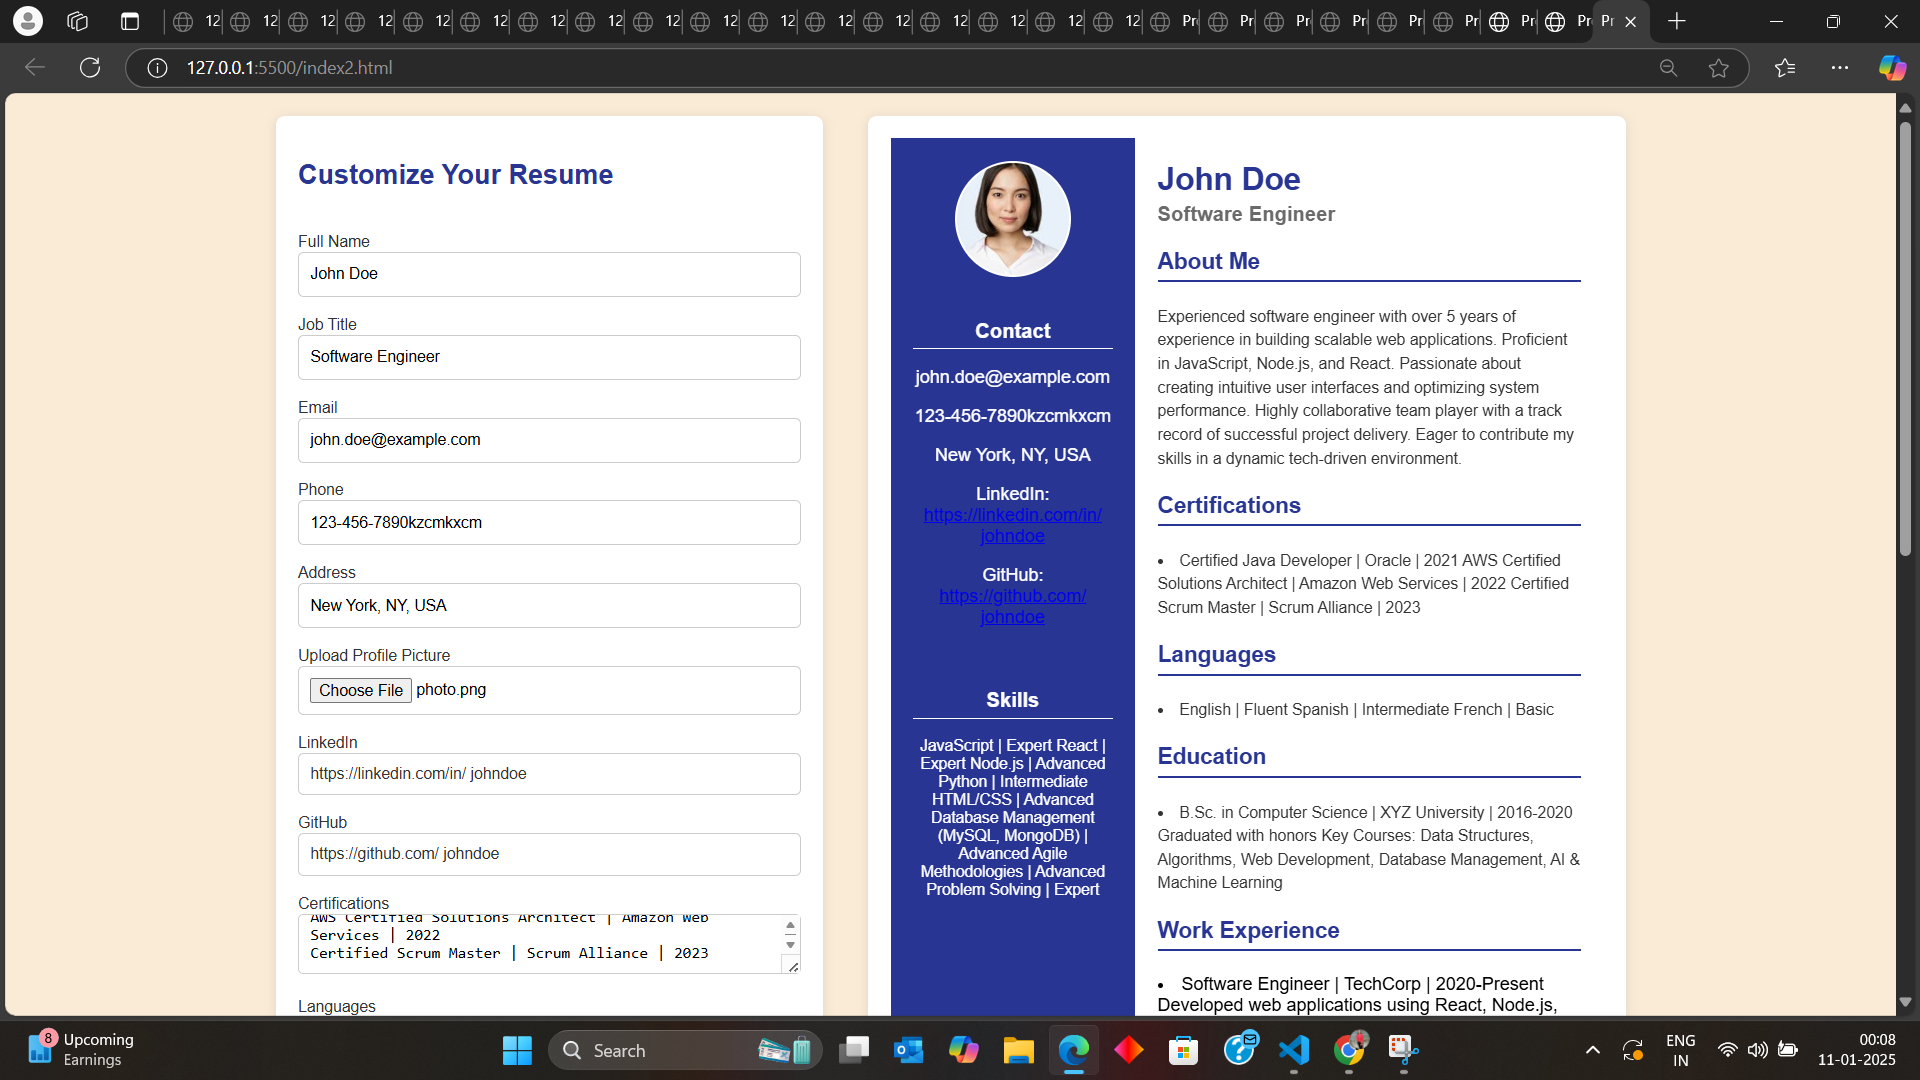 12 12 12 12 12 12 12 12 12 12 12 12 12 12 12 12 12 Pr Pr Pr Pr Pr Pr Pr Pr Pr
127.0.0.1:5500/index2.html
Customize Your Resume
Full Name
John Doe
Job Title
Software Engineer
Email
john.doe@example.com
Phone
123-456-7890kzcmkxcm
Address
New York, NY, USA
Upload Profile Picture
Choose File photo.png
LinkedIn
https://linkedin.com/in/ johndoe
GitHub
https://github.com/ johndoe
Certifications
AWS Certified Solutions Architect | Amazon Web
Services | 2022
Certified Scrum Master | Scrum Alliance | 2023
Languages
Contact
john.doe@example.com
123-456-7890kzcmkxcm
New York, NY, USA
LinkedIn:
https://linkedin.com/in/
johndoe
GitHub:
https://github.com/
johndoe
Skills
JavaScript | Expert React |
Expert Node.js | Advanced
Python | Intermediate
HTML/CSS | Advanced
Database Management
(MySQL, MongoDB) |
Advanced Agile
Methodologies | Advanced
Problem Solving | Expert
John Doe
Software Engineer
About Me
Experienced software engineer with over 5 years of
experience in building scalable web applications. Proficient
in JavaScript, Node.js, and React. Passionate about
creating intuitive user interfaces and optimizing system
performance. Highly collaborative team player with a track
record of successful project delivery. Eager to contribute my
skills in a dynamic tech-driven environment.
Certifications
• Certified Java Developer | Oracle | 2021 AWS Certified
Solutions Architect | Amazon Web Services | 2022 Certified
Scrum Master | Scrum Alliance | 2023
Languages
• English | Fluent Spanish | Intermediate French | Basic
Education
• B.Sc. in Computer Science | XYZ University | 2016-2020
Graduated with honors Key Courses: Data Structures,
Algorithms, Web Development, Database Management, AI &
Machine Learning
Work Experience
• Software Engineer | TechCorp | 2020-Present
Developed web applications using React, Node.js,
8
Upcoming
Earnings
Search
ENG
IN
00:08
11-01-2025